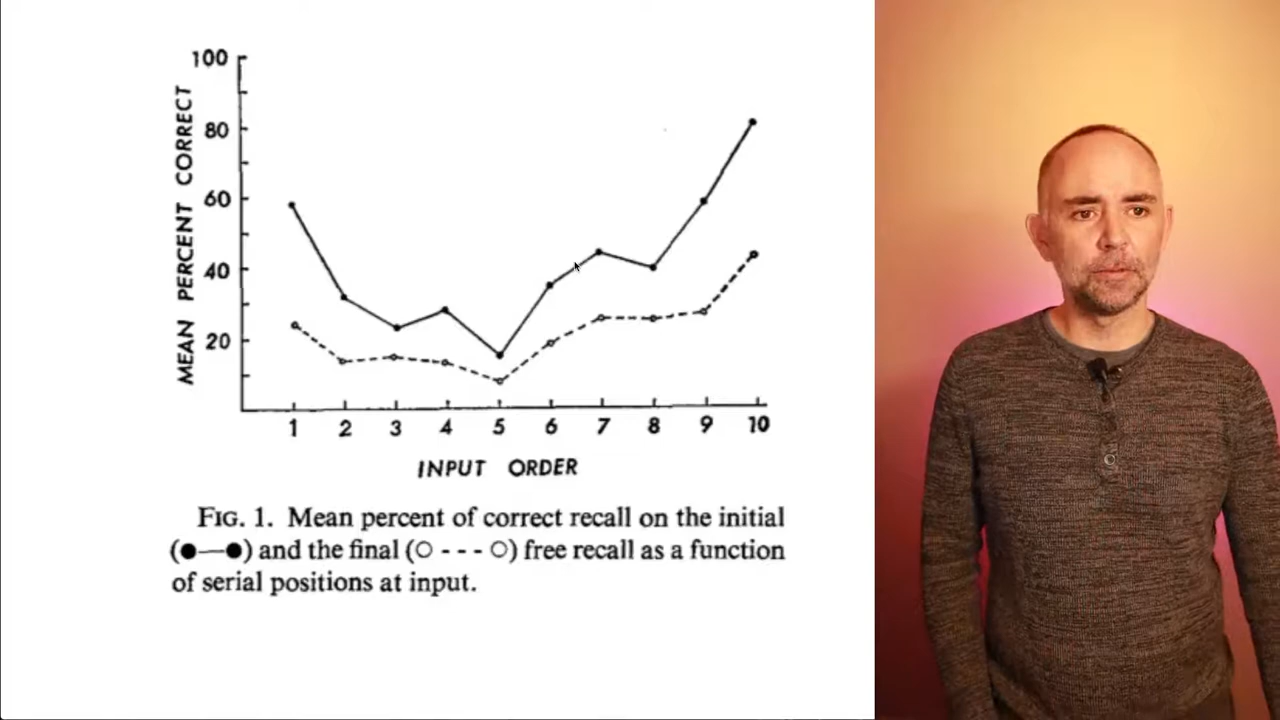 100
80
60
40
20
MEAN PERCENT CORRECT
1 2 3 4 5 6 7 8 9 10
INPUT ORDER
FIG. 1. Mean percent of correct recall on the initial
(●—●) and the final (○ - - - ○) free recall as a function
of serial positions at input.